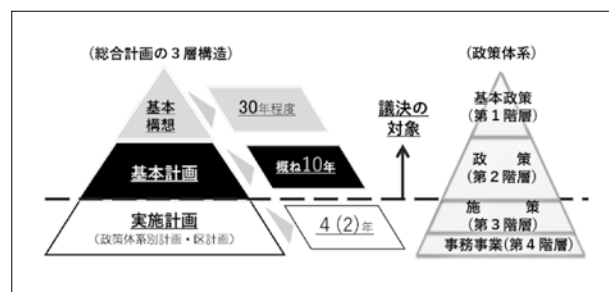 (総合計画の3層構造)
基本
構想
30年程度
基本計画
概ね10年
実施計画
(政策体系別計画・区計画)
4(2)年
議決の
対象
(政策体系)
基本政策
(第1階層)
政 策
(第2階層)
施 策
(第3階層)
事務事業(第4階層)